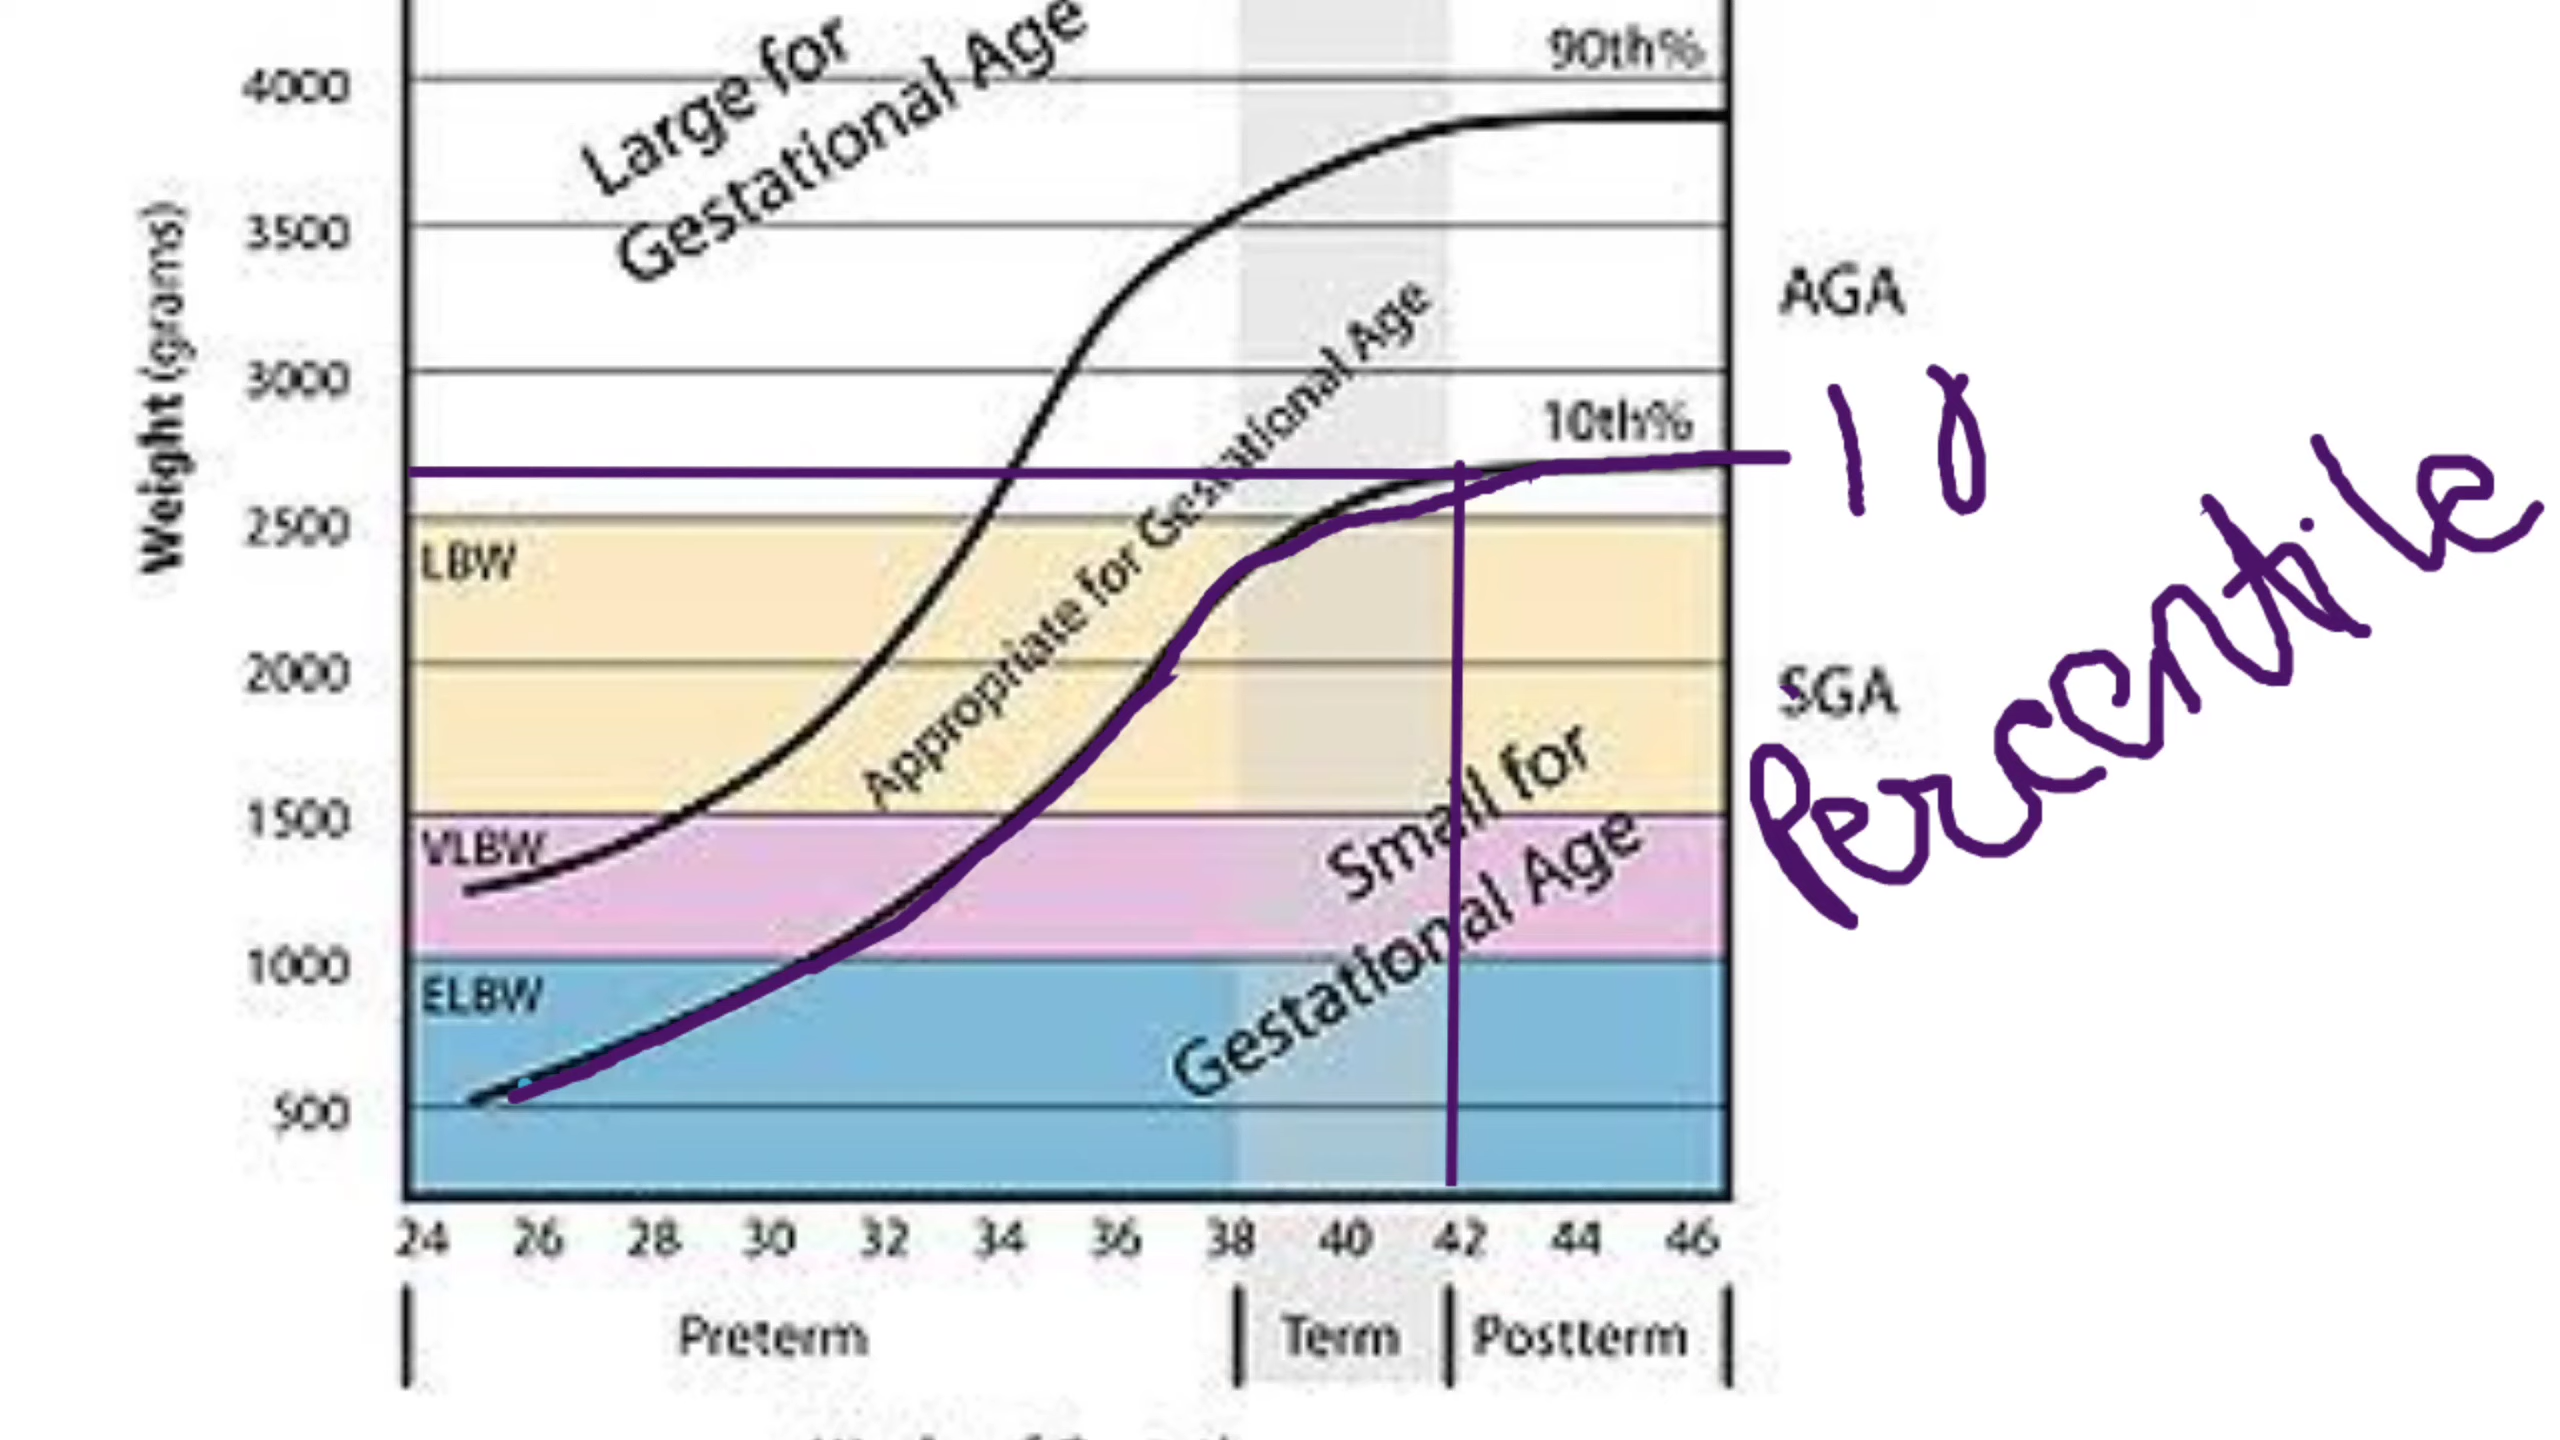 Large for
Gestational Age
90th%
4000
3500
AGA
3000
10th%
10
Percentile
Weight (grams)
Appropriate for Gestational Age
2500
LBW
2000
SGA
Small for
Gestational Age
1500
VLBW
1000
ELBW
500
24 26 28 30 32 34 36 38 40 42 44 46
Preterm Term Postterm